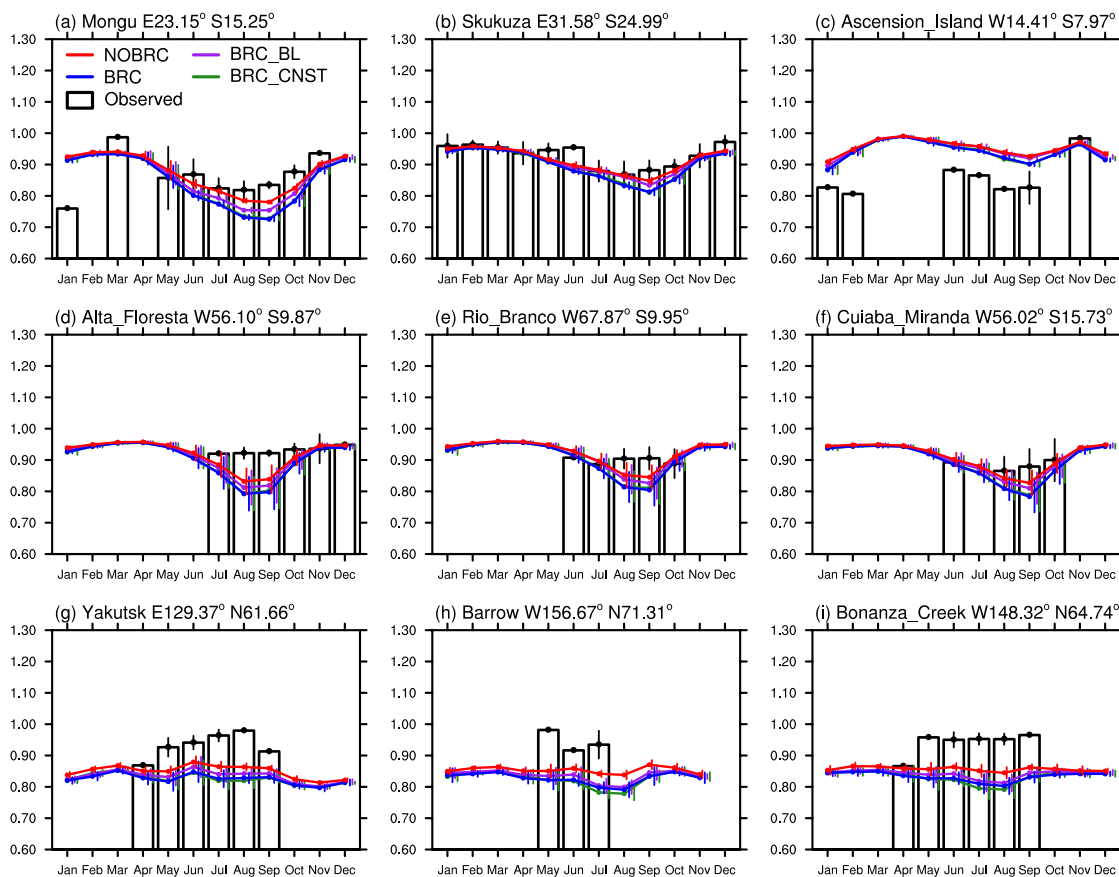 (a) Mongu E23.15° S15.25°
(b) Skukuza E31.58° S24.99°
(c) Ascension_Island W14.41° S7.97°
1.30 1.30 1.30
NOBRC BRC_BL
BRC BRC_CNST
Observed
1.20 1.20 1.20
1.10 1.10 1.10
1.00 1.00 1.00
0.90 0.90 0.90
0.80 0.80 0.80
0.70 0.70 0.70
0.60 0.60 0.60
Jan Feb Mar Apr May Jun Jul Aug Sep Oct Nov Dec
Jan Feb Mar Apr May Jun Jul Aug Sep Oct Nov Dec
Jan Feb Mar Apr May Jun Jul Aug Sep Oct Nov Dec
(d) Alta_Floresta W56.10° S9.87°
(e) Rio_Branco W67.87° S9.95°
(f) Cuiaba_Miranda W56.02° S15.73°
1.30 1.30 1.30
1.20 1.20 1.20
1.10 1.10 1.10
1.00 1.00 1.00
0.90 0.90 0.90
0.80 0.80 0.80
0.70 0.70 0.70
0.60 0.60 0.60
Jan Feb Mar Apr May Jun Jul Aug Sep Oct Nov Dec
Jan Feb Mar Apr May Jun Jul Aug Sep Oct Nov Dec
Jan Feb Mar Apr May Jun Jul Aug Sep Oct Nov Dec
(g) Yakutsk E129.37° N61.66°
(h) Barrow W156.67° N71.31°
(i) Bonanza_Creek W148.32° N64.74°
1.30 1.30 1.30
1.20 1.20 1.20
1.10 1.10 1.10
1.00 1.00 1.00
0.90 0.90 0.90
0.80 0.80 0.80
0.70 0.70 0.70
0.60 0.60 0.60
Jan Feb Mar Apr May Jun Jul Aug Sep Oct Nov Dec
Jan Feb Mar Apr May Jun Jul Aug Sep Oct Nov Dec
Jan Feb Mar Apr May Jun Jul Aug Sep Oct Nov Dec